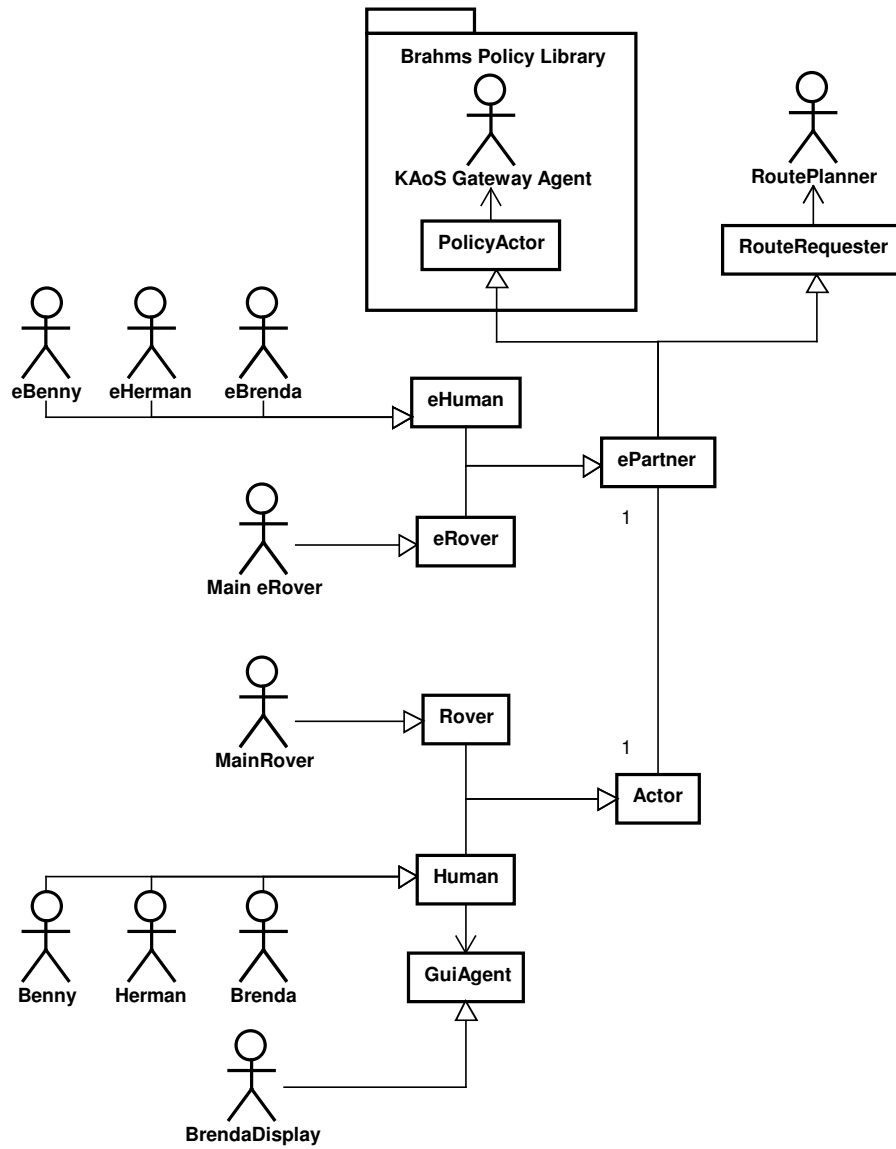 Brahms Policy Library
KAoS Gateway Agent
RoutePlanner
PolicyActor
RouteRequester
eBenny
eHerman
eBrenda
eHuman
ePartner
1
eRover
Main eRover
Rover
MainRover
1
Actor
Human
Benny
Herman
Brenda
GuiAgent
BrendaDisplay